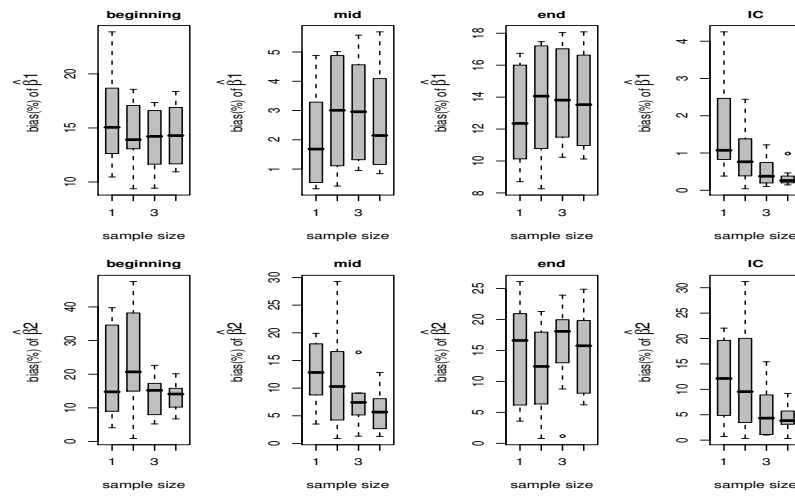 beginning
mid
end
IC
bias(%) of β̂1
10 15 20
bias(%) of β̂1
1 2 3 4 5
bias(%) of β̂1
8 10 12 14 16 18
bias(%) of β̂1
0 1 2 3 4
1 3
1 3
1 3
1 3
sample size
sample size
sample size
sample size
beginning
mid
end
IC
bias(%) of β̂2
0 10 20 30 40
bias(%) of β̂2
0 5 10 15 20 25 30
bias(%) of β̂2
0 5 10 15 20 25
bias(%) of β̂2
0 5 10 15 20 25 30
1 3
1 3
1 3
1 3
sample size
sample size
sample size
sample size